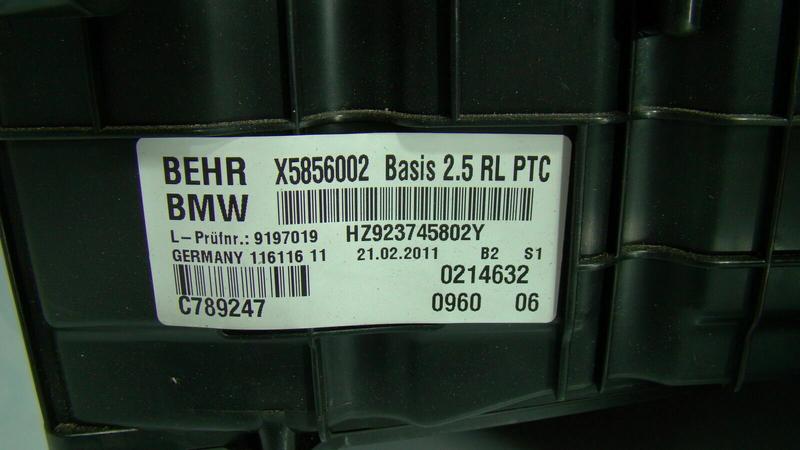 BEHR X5856002 Basis 2.5 RL PTC
BMW
L-Prüfnr.: 9197019 HZ923745802Y
GERMANY 116116 11 21.02.2011 B2 S1
0214632
C789247 0960 06